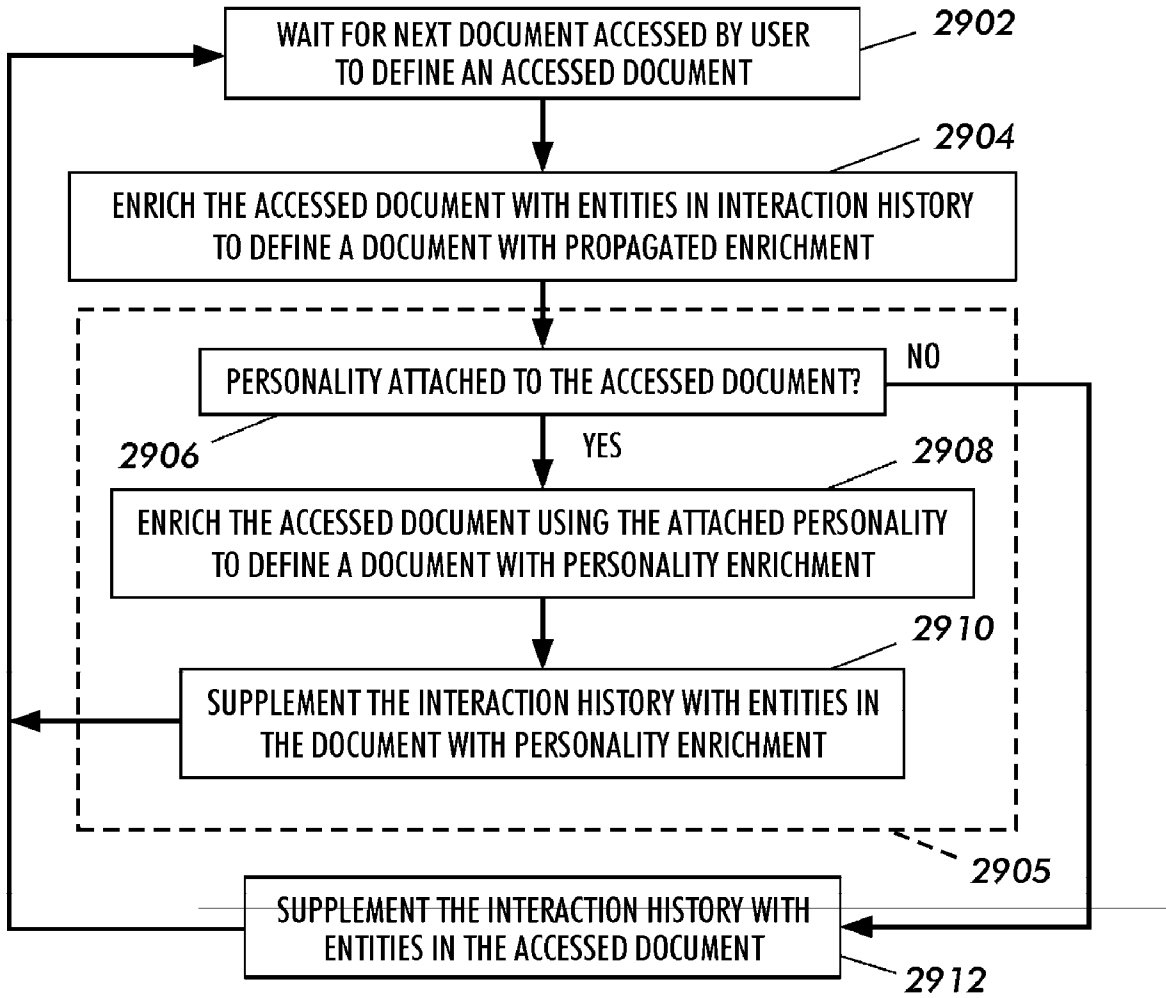 WAIT FOR NEXT DOCUMENT ACCESSED BY USER
TO DEFINE AN ACCESSED DOCUMENT
2902
2904
ENRICH THE ACCESSED DOCUMENT WITH ENTITIES IN INTERACTION HISTORY
TO DEFINE A DOCUMENT WITH PROPAGATED ENRICHMENT
PERSONALITY ATTACHED TO THE ACCESSED DOCUMENT?
NO
2906
YES
2908
ENRICH THE ACCESSED DOCUMENT USING THE ATTACHED PERSONALITY
TO DEFINE A DOCUMENT WITH PERSONALITY ENRICHMENT
2910
SUPPLEMENT THE INTERACTION HISTORY WITH ENTITIES IN
THE DOCUMENT WITH PERSONALITY ENRICHMENT
2905
SUPPLEMENT THE INTERACTION HISTORY WITH
ENTITIES IN THE ACCESSED DOCUMENT
2912